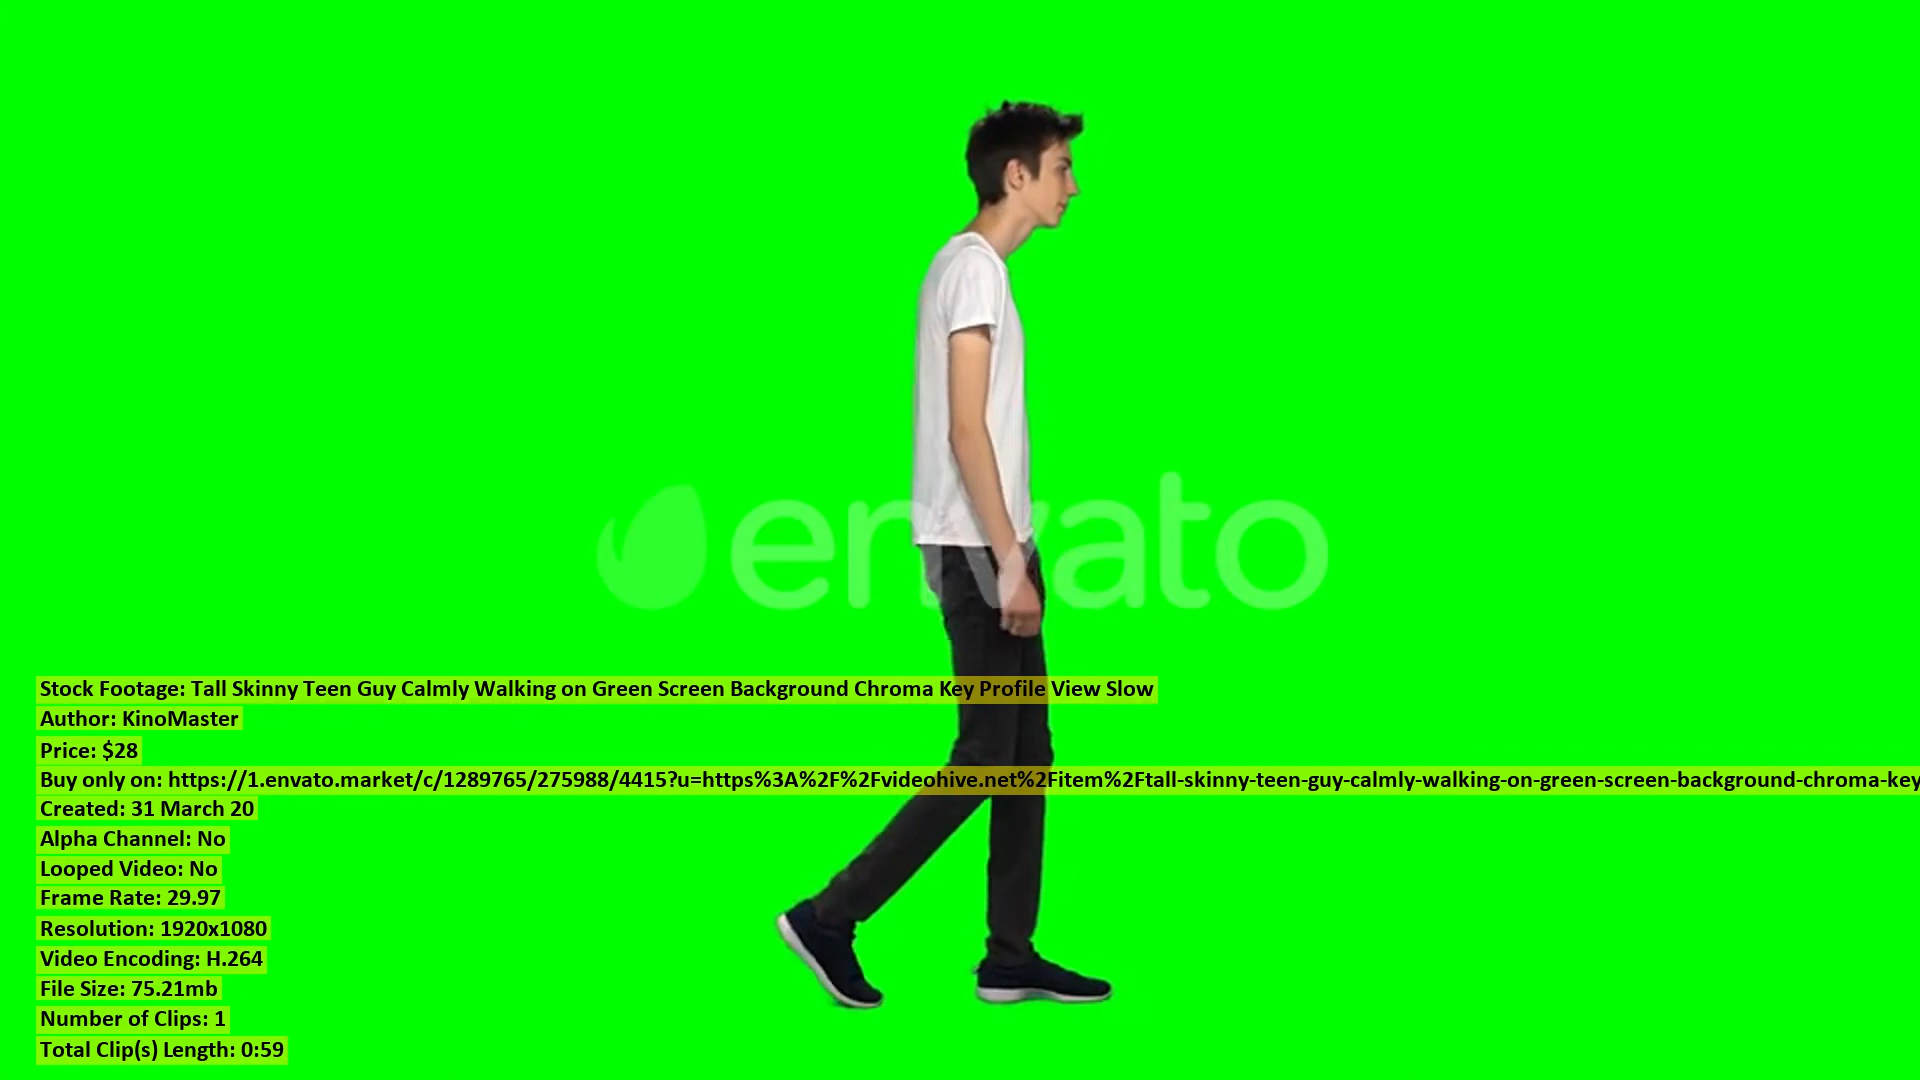 envato
Stock Footage: Tall Skinny Teen Guy Calmly Walking on Green Screen Background Chroma Key Profile View Slow
Author: KinoMaster
Price: $28
Buy only on: https://1.envato.market/c/1289765/275988/4415?u=https%3A%2F%2Fvideohive.net%2Fitem%2Ftall-skinny-teen-guy-calmly-walking-on-green-screen-background-chroma-key
Created: 31 March 20
Alpha Channel: No
Looped Video: No
Frame Rate: 29.97
Resolution: 1920x1080
Video Encoding: H.264
File Size: 75.21mb
Number of Clips: 1
Total Clip(s) Length: 0:59